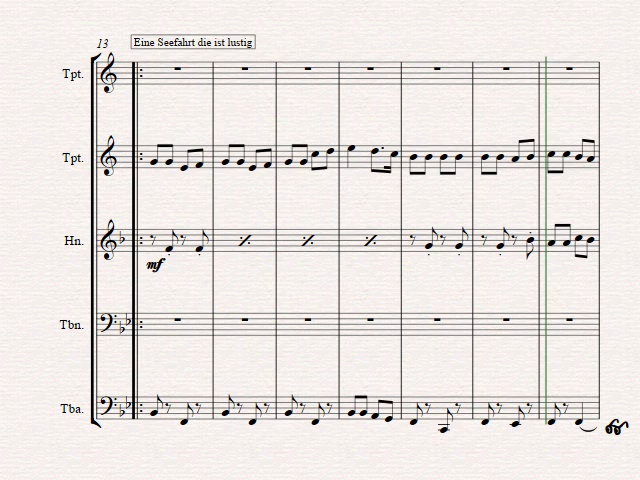 13
Eine Seefahrt die ist lustig
Tpt.
Tpt.
Hn.
mf
Tbn.
Tba.